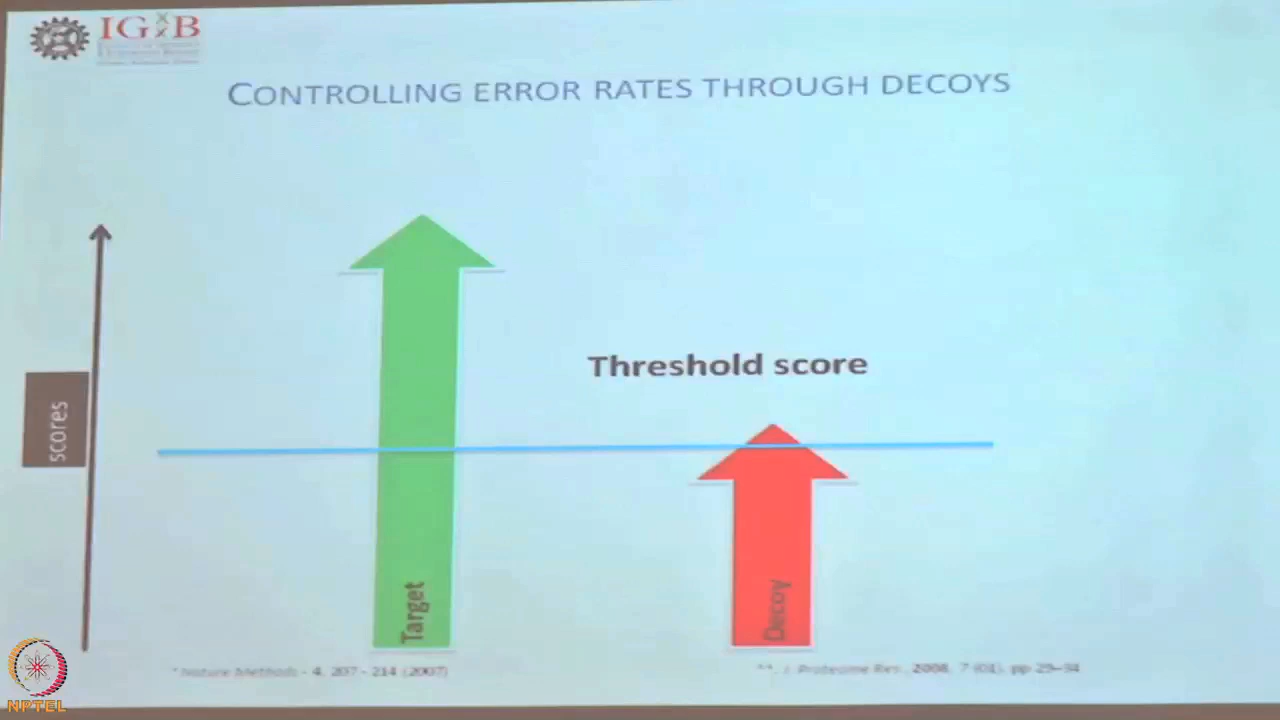 IGIB
CONTROLLING ERROR RATES THROUGH DECOYS
Threshold score
scores
Target
Decoy
* Nature Methods - 4, 207 - 214 (2007)
**. J. Proteome Res., 2008, 7 (01), pp 29–34
NPTEL